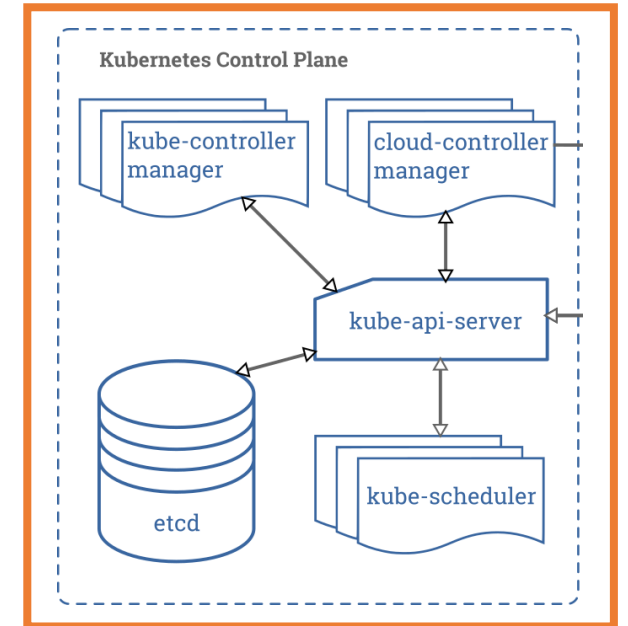 Kubernetes Control Plane
kube-controller
manager
cloud-controller
manager
kube-api-server
etcd
kube-scheduler